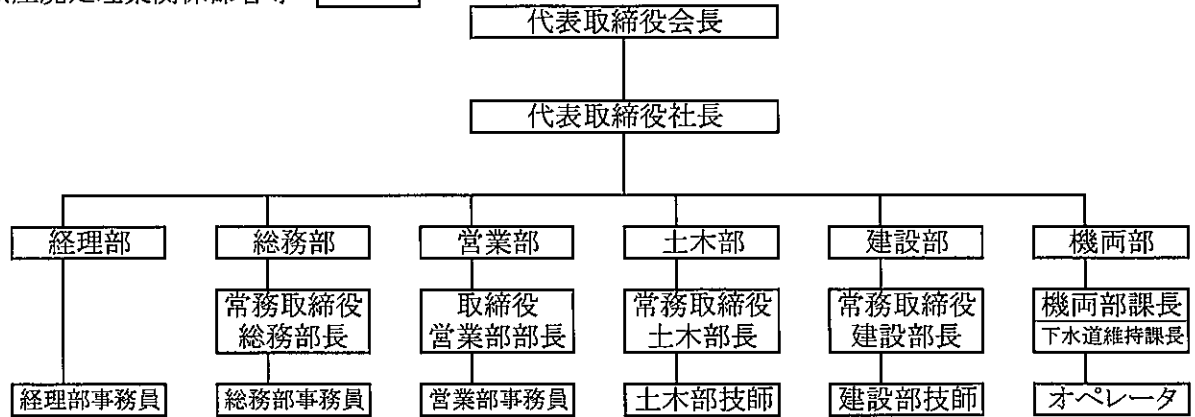 代表取締役会長
代表取締役社長
経理部
総務部
営業部
土木部
建設部
機両部
常務取締役
総務部長
取締役
営業部部長
常務取締役
土木部長
常務取締役
建設部長
機両部課長
下水道維持課長
経理部事務員
総務部事務員
営業部事務員
土木部技師
建設部技師
オペレータ